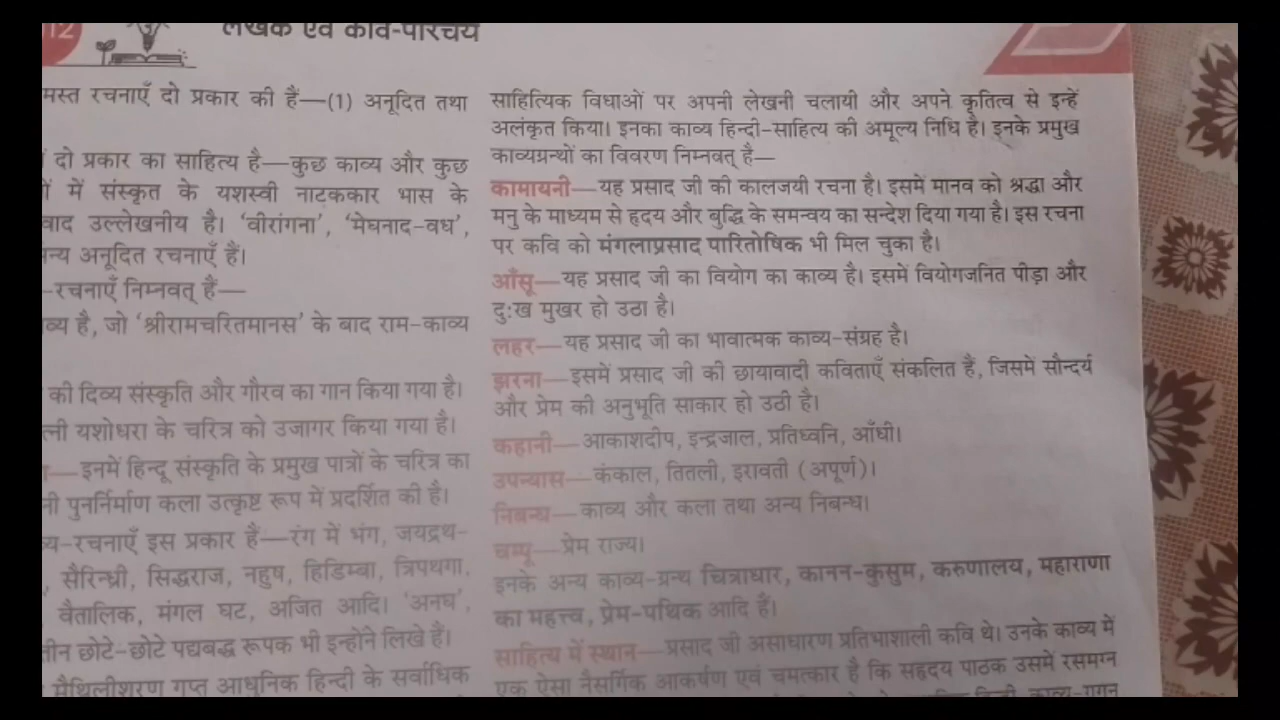 12
लेखक एवं कवि-परिचय
मस्त रचनाएँ दो प्रकार की हैं—(1) अनूदित तथा
दो प्रकार का साहित्य है—कुछ काव्य और कुछ
में संस्कृत के यशस्वी नाटककार भास के
वाद उल्लेखनीय है। ‘वीरांगना’, ‘मेघनाद-वध’,
न्य अनूदित रचनाएँ हैं।
-रचनाएँ निम्नवत् हैं—
व्य है, जो ‘श्रीरामचरितमानस’ के बाद राम-काव्य
की दिव्य संस्कृति और गौरव का गान किया गया है।
त्नी यशोधरा के चरित्र को उजागर किया गया है।
—इनमें हिन्दू संस्कृति के प्रमुख पात्रों के चरित्र का
नी पुनर्निर्माण कला उत्कृष्ट रूप में प्रदर्शित की है।
व्य-रचनाएँ इस प्रकार हैं—रंग में भंग, जयद्रथ-
, सैरिन्ध्री, सिद्धराज, नहुष, हिडिम्बा, त्रिपथगा,
वैतालिक, मंगल घट, अजित आदि। ‘अनघ’,
तीन छोटे-छोटे पद्यबद्ध रूपक भी इन्होंने लिखे हैं।
मैथिलीशरण गुप्त आधुनिक हिन्दी के सर्वाधिक
साहित्यिक विधाओं पर अपनी लेखनी चलायी और अपने कृतित्व से इन्हें
अलंकृत किया। इनका काव्य हिन्दी-साहित्य की अमूल्य निधि है। इनके प्रमुख
काव्यग्रन्थों का विवरण निम्नवत् है—
कामायनी—यह प्रसाद जी की कालजयी रचना है। इसमें मानव को श्रद्धा और
मनु के माध्यम से हृदय और बुद्धि के समन्वय का सन्देश दिया गया है। इस रचना
पर कवि को मंगलाप्रसाद पारितोषिक भी मिल चुका है।
आँसू—यह प्रसाद जी का वियोग का काव्य है। इसमें वियोगजनित पीड़ा और
दुःख मुखर हो उठा है।
लहर—यह प्रसाद जी का भावात्मक काव्य-संग्रह है।
झरना—इसमें प्रसाद जी की छायावादी कविताएँ संकलित हैं, जिसमें सौन्दर्य
और प्रेम की अनुभूति साकार हो उठी है।
कहानी—आकाशदीप, इन्द्रजाल, प्रतिध्वनि, आँधी।
उपन्यास—कंकाल, तितली, इरावती (अपूर्ण)।
निबन्ध—काव्य और कला तथा अन्य निबन्ध।
चम्पू—प्रेम राज्य।
इनके अन्य काव्य-ग्रन्थ चित्राधार, कानन-कुसुम, करुणालय, महाराणा
का महत्त्व, प्रेम-पथिक आदि हैं।
साहित्य में स्थान—प्रसाद जी असाधारण प्रतिभाशाली कवि थे। उनके काव्य में
एक ऐसा नैसर्गिक आकर्षण एवं चमत्कार है कि सहृदय पाठक उसमें रसमग्न
काव्य-गगन